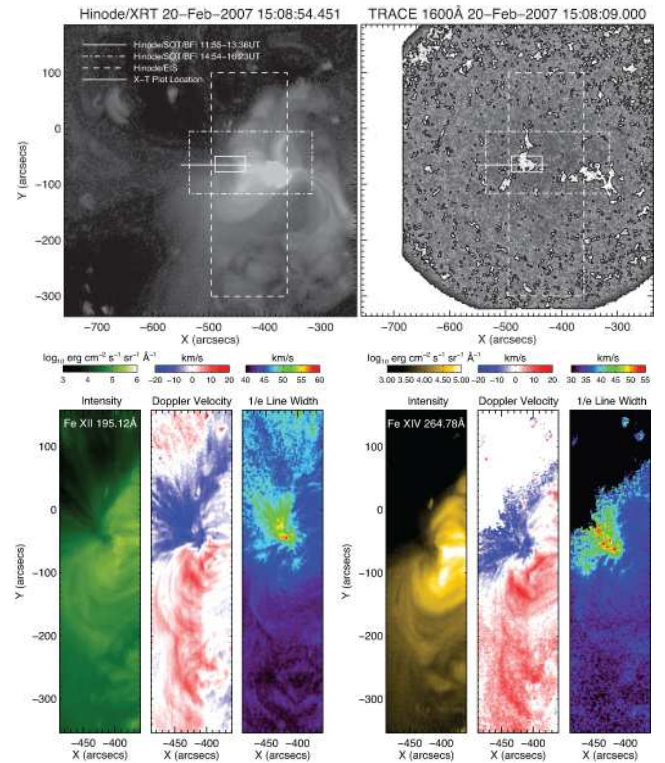 Hinode/XRT 20-Feb-2007 15:08:54.451
TRACE 1600Å 20-Feb-2007 15:08:09.000
Hinode/SOT/BFI 11:55-13:36UT
Hinode/SOT/BFI 14:54-16:23UT
Hinode/EIS
X-T Plot Location
100
0
-100
-200
-300
Y (arcsecs)
-700 -600 -500 -400 -300
X (arcsecs)
-700 -600 -500 -400 -300
X (arcsecs)
log10 erg cm-2 s-1 sr-1 Å-1
km/s
km/s
log10 erg cm-2 s-1 sr-1 Å-1
km/s
km/s
3 4 5 6
-20 -10 0 10 20
40 45 50 55 60
3.00 3.50 4.00 4.50 5.00
-20 -10 0 10 20
30 35 40 45 50 55
Intensity
Doppler Velocity
1/e Line Width
Intensity
Doppler Velocity
1/e Line Width
Fe XII 195.12Å
Fe XIV 264.78Å
100
0
-100
-200
-300
Y (arcsecs)
100
0
-100
-200
-300
Y (arcsecs)
-450 -400
-450 -400
-450 -400
-450 -400
-450 -400
-450 -400
X (arcsecs)
X (arcsecs)
X (arcsecs)
X (arcsecs)
X (arcsecs)
X (arcsecs)